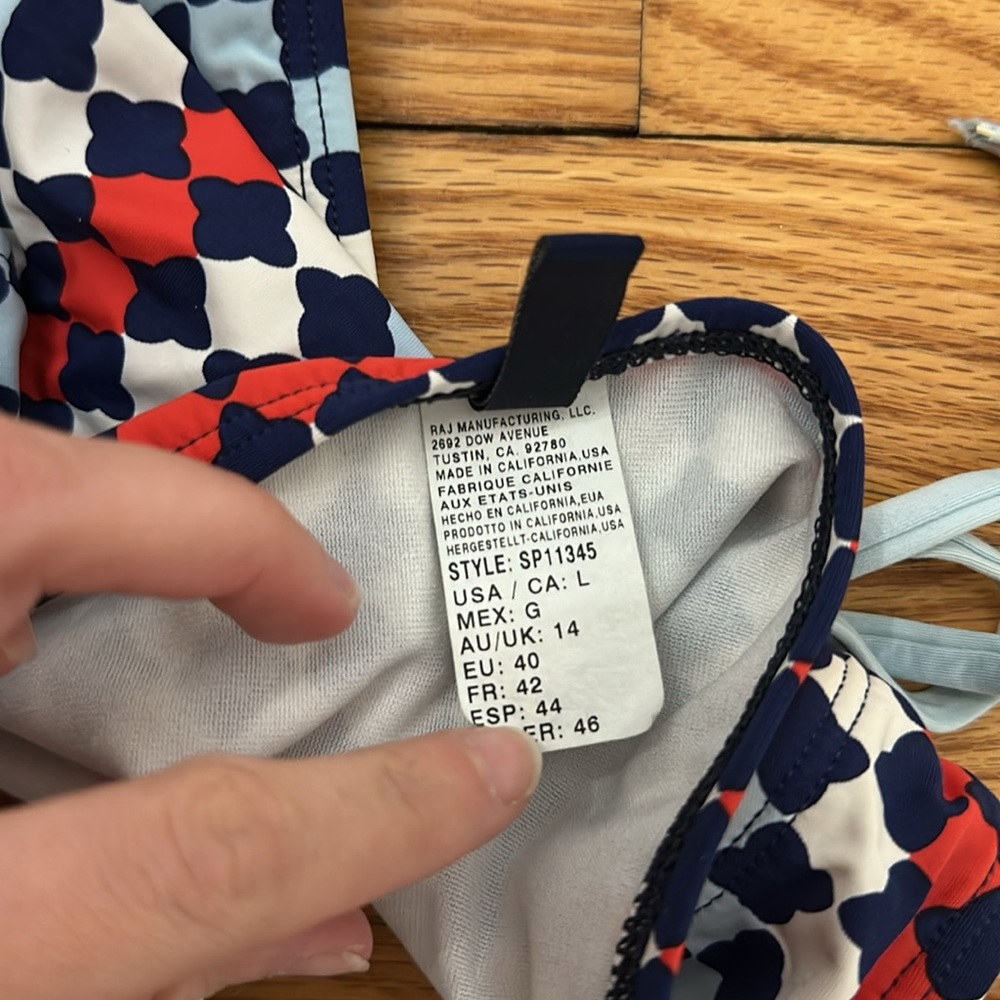 RAJ MANUFACTURING, LLC.
2692 DOW AVENUE
TUSTIN, CA. 92780
MADE IN CALIFORNIA,USA
FABRIQUE CALIFORNIE
AUX ETATS-UNIS
HECHO EN CALIFORNIA,EUA
PRODOTTO IN CALIFORNIA,USA
HERGESTELLT-CALIFORNIA,USA
STYLE: SP11345
USA / CA: L
MEX: G
AU/UK: 14
EU: 40
FR: 42
ESP: 44
ER: 46